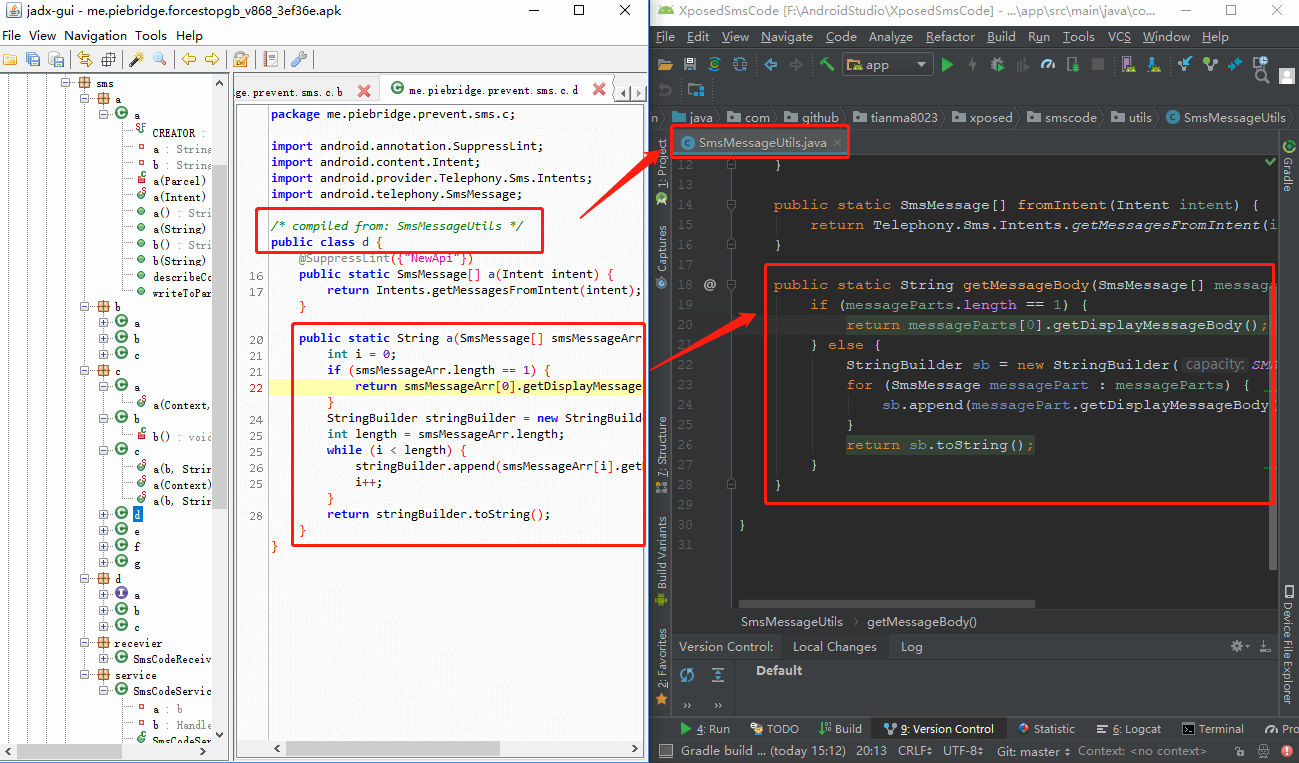 jadx-gui - me.piebridge.forcestopgb_v868_3ef36e.apk
File View Navigation Tools Help
sms
a
a
CREATOR :
a : String
b : String
a(Parcel)
a(Intent)
a() : Stri
a(String)
b() : Stri
b(String)
describeCo
writeToPar
b
a
b
c
c
a
a(Context,
b
b() : void
c
a(b, Strin
a(Context)
a(b, Strin
d
e
f
g
d
a
b
c
recevier
SmsCodeReceiv
service
SmsCodeServic
a : b
b : Handle
SmsCodeSer
ge.prevent.sms.c.b
me.piebridge.prevent.sms.c.d
package me.piebridge.prevent.sms.c;
import android.annotation.SuppressLint;
import android.content.Intent;
import android.provider.Telephony.Sms.Intents;
import android.telephony.SmsMessage;
/* compiled from: SmsMessageUtils */
public class d {
@SuppressLint({"NewApi"})
16 public static SmsMessage[] a(Intent intent) {
17 return Intents.getMessagesFromIntent(intent);
}
20 public static String a(SmsMessage[] smsMessageArr
21 int i = 0;
21 if (smsMessageArr.length == 1) {
22 return smsMessageArr[0].getDisplayMessage
}
24 StringBuilder stringBuilder = new StringBuild
25 int length = smsMessageArr.length;
25 while (i < length) {
26 stringBuilder.append(smsMessageArr[i].get
25 i++;
}
28 return stringBuilder.toString();
}
}
XposedSmsCode [F:\AndroidStudio\XposedSmsCode] - ...\app\src\main\java\co...
File Edit View Navigate Code Analyze Refactor Build Run Tools VCS Window Help
app
n java com github tianma8023 xposed smscode utils SmsMessageUtils
SmsMessageUtils.java
1: Project
Captures
7: Structure
Build Variants
2: Favorites
12 }
13
14 public static SmsMessage[] fromIntent(Intent intent) {
15 return Telephony.Sms.Intents.getMessagesFromIntent(i
16 }
17
18 @ public static String getMessageBody(SmsMessage[] messag
19 if (messageParts.length == 1) {
20 return messageParts[0].getDisplayMessageBody();
21 } else {
22 StringBuilder sb = new StringBuilder( capacity: SMS
23 for (SmsMessage messagePart : messageParts) {
24 sb.append(messagePart.getDisplayMessageBody(
25 }
26 return sb.toString();
27 }
28 }
29
30 }
31
Gradle
Device File Explorer
SmsMessageUtils › getMessageBody()
Version Control: Local Changes Log
Default
»
»
4: Run TODO Build 9: Version Control Statistic 6: Logcat Terminal Pro
Gradle build ... (today 15:12) 20:13 CRLF UTF-8 Git: master Context: <no context>